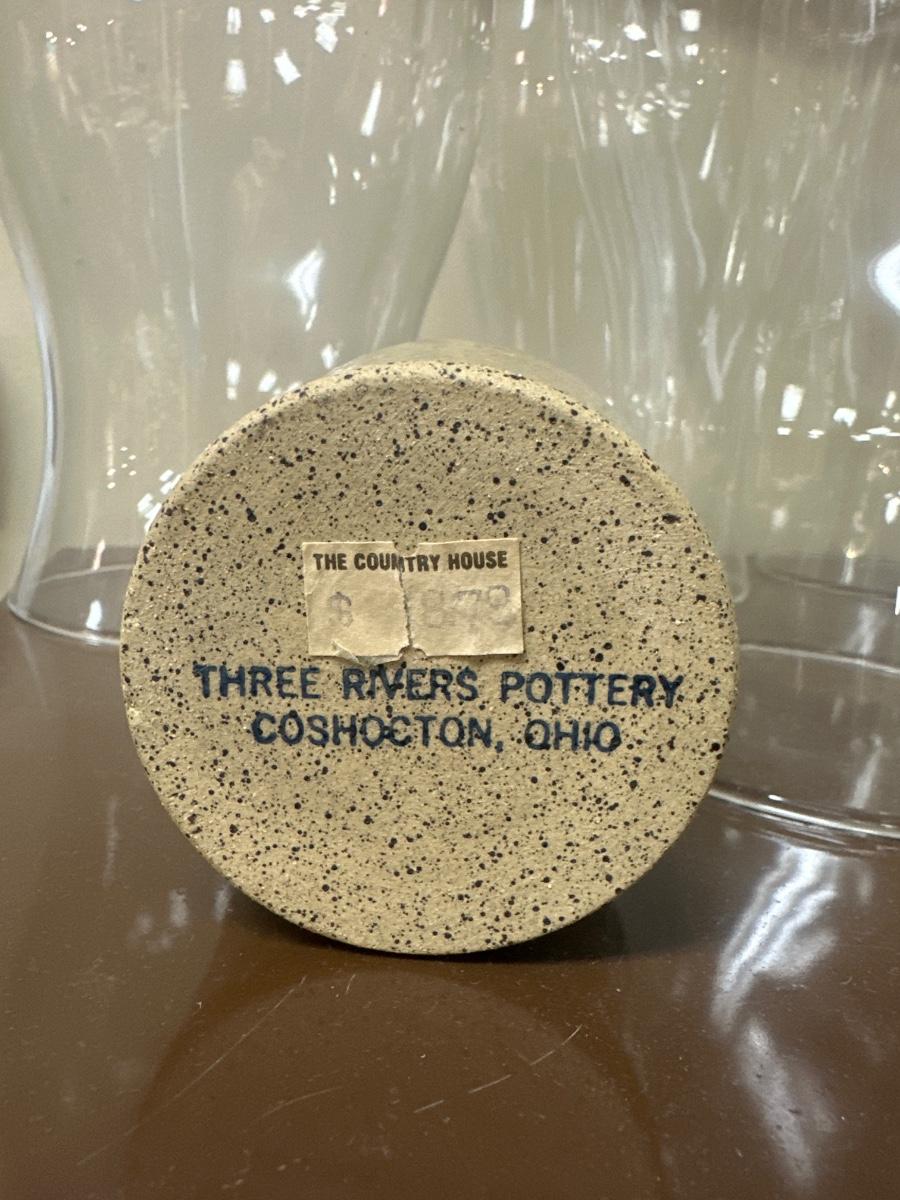 THE COUNTRY HOUSE
$
THREE RIVERS POTTERY
COSHOCTON, OHIO